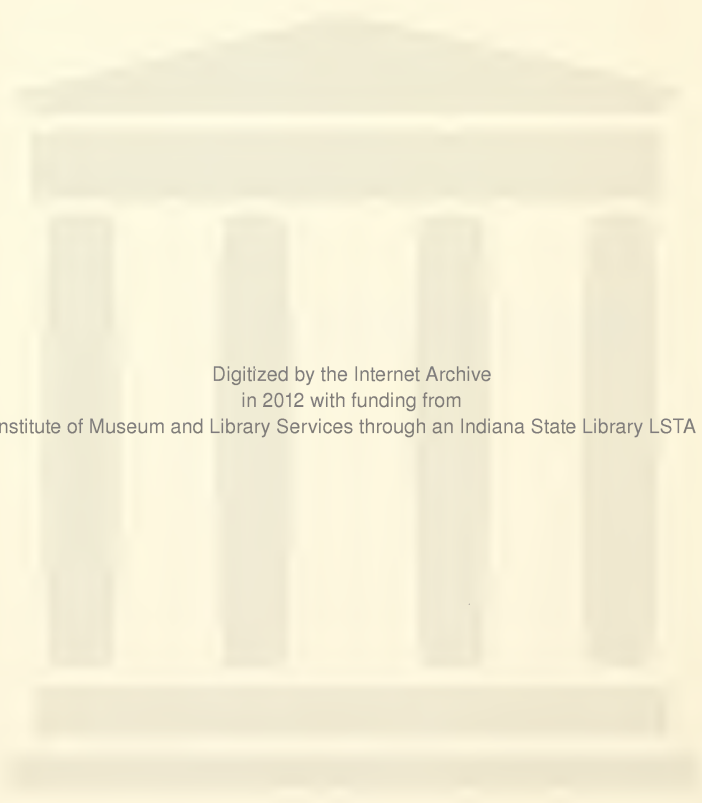 Digitized by the Internet Archive
in 2012 with funding from
nstitute of Museum and Library Services through an Indiana State Library LSTA